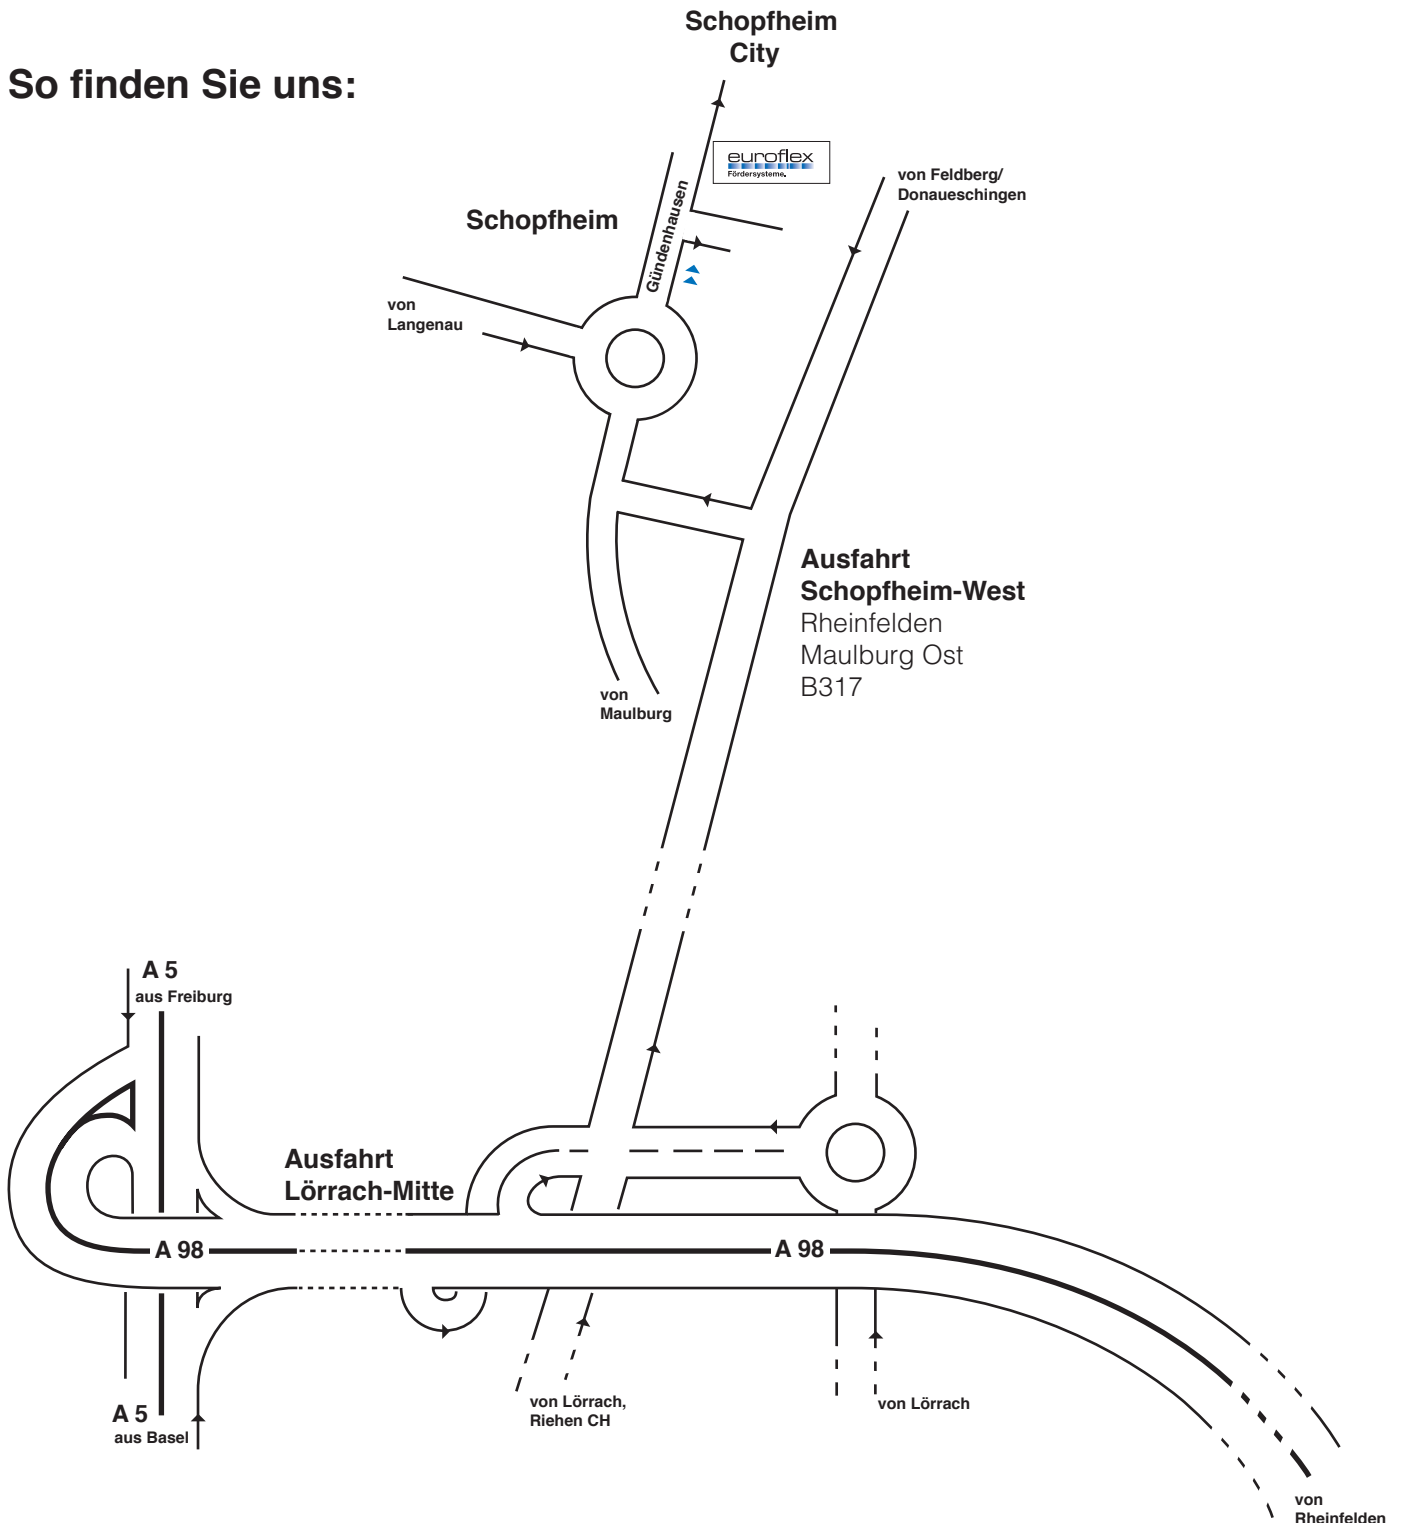 Schopfheim
City
So finden Sie uns:
euroflex
Fördersysteme.
von Feldberg/
Donaueschingen
Schopfheim
Gündenhausen
von
Langenau
Ausfahrt
Schopfheim-West
Rheinfelden
Maulburg Ost
B317
von
Maulburg
A 5
aus Freiburg
Ausfahrt
Lörrach-Mitte
A 98
A 98
von Lörrach,
Riehen CH
von Lörrach
A 5
aus Basel
von
Rheinfelden